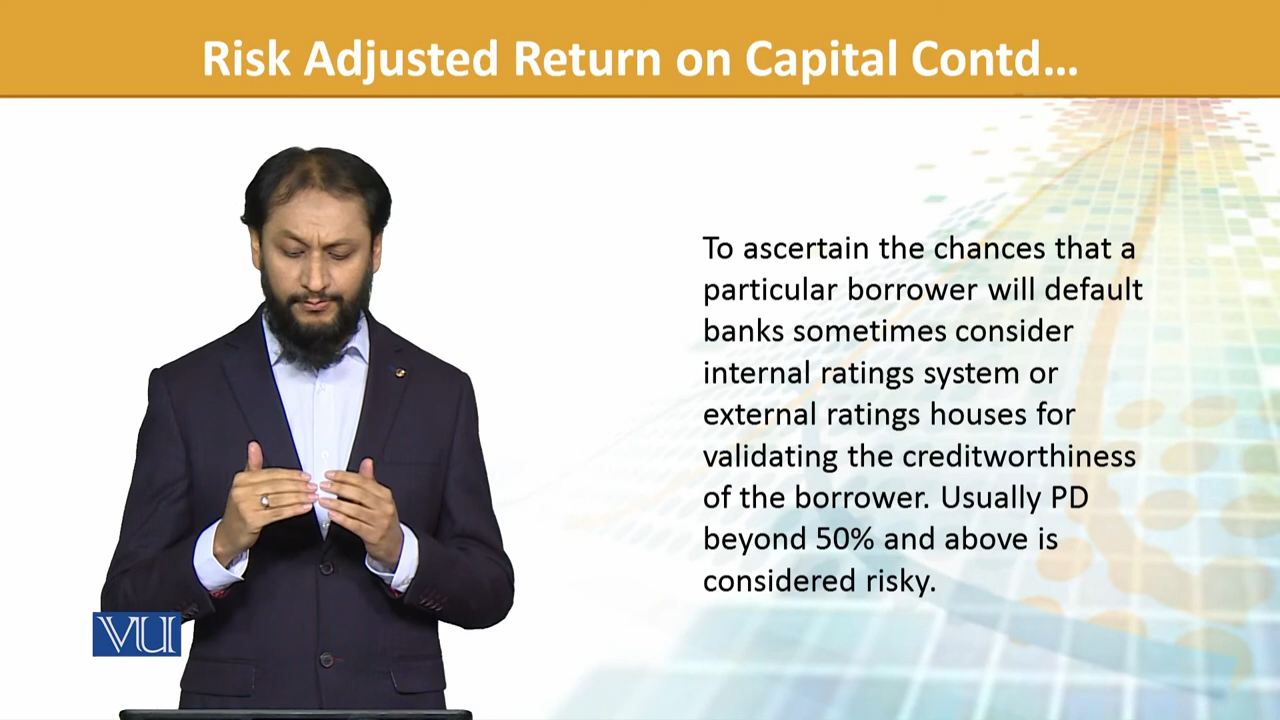 Risk Adjusted Return on Capital Contd...
To ascertain the chances that a
particular borrower will default
banks sometimes consider
internal ratings system or
external ratings houses for
validating the creditworthiness
of the borrower. Usually PD
beyond 50% and above is
considered risky.
VU